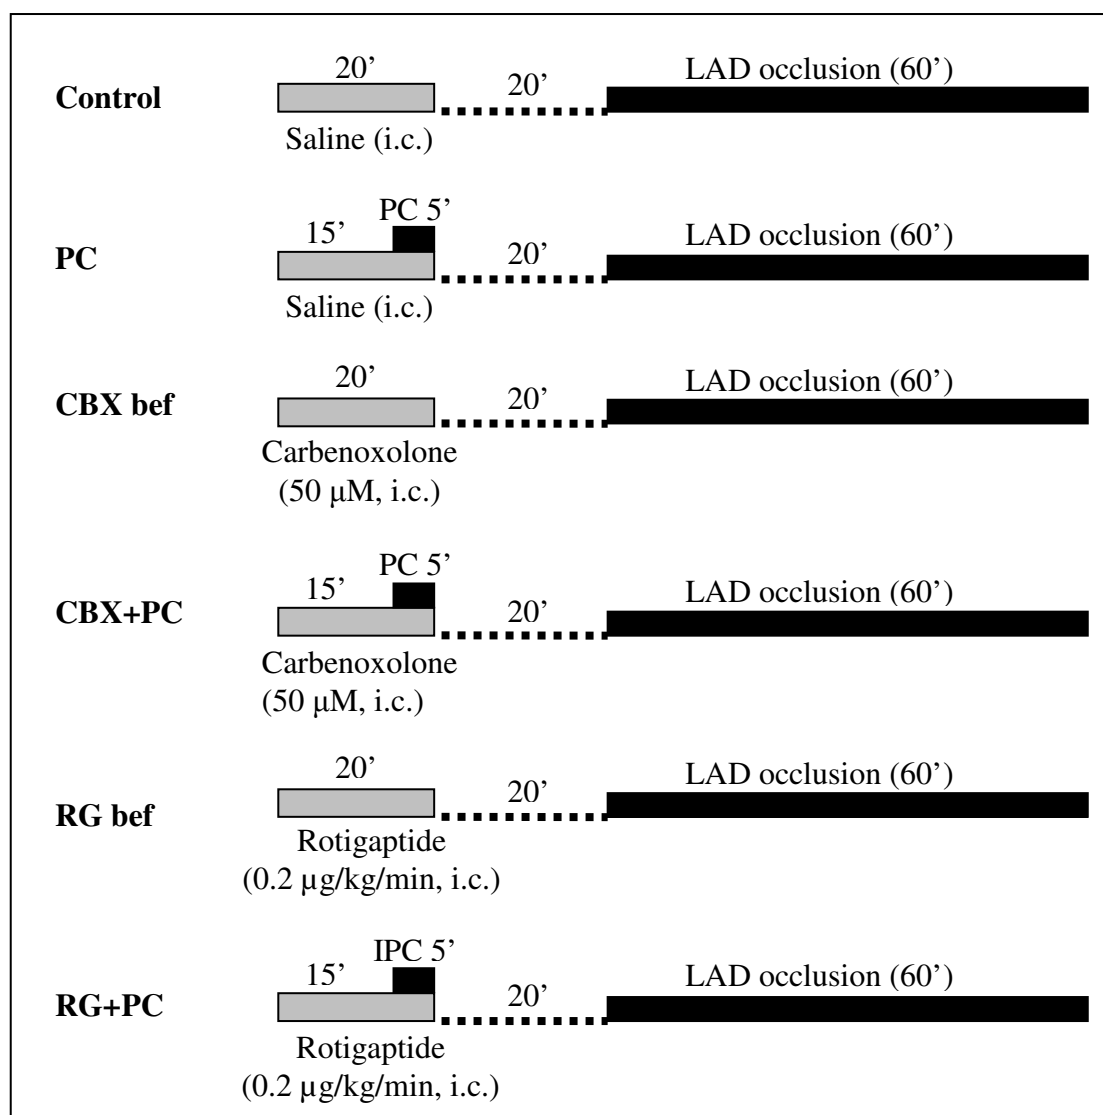 20’ LAD occlusion (60’)
Control 20’
Saline (i.c.)
PC 5’
15’ LAD occlusion (60’)
PC 20’
Saline (i.c.)
20’ LAD occlusion (60’)
CBX bef 20’
Carbenoxolone
(50 μM, i.c.)
PC 5’
15’ LAD occlusion (60’)
CBX+PC 20’
Carbenoxolone
(50 μM, i.c.)
20’ LAD occlusion (60’)
RG bef 20’
Rotigaptide
(0.2 µg/kg/min, i.c.)
IPC 5’
15’ LAD occlusion (60’)
RG+PC 20’
Rotigaptide
(0.2 µg/kg/min, i.c.)